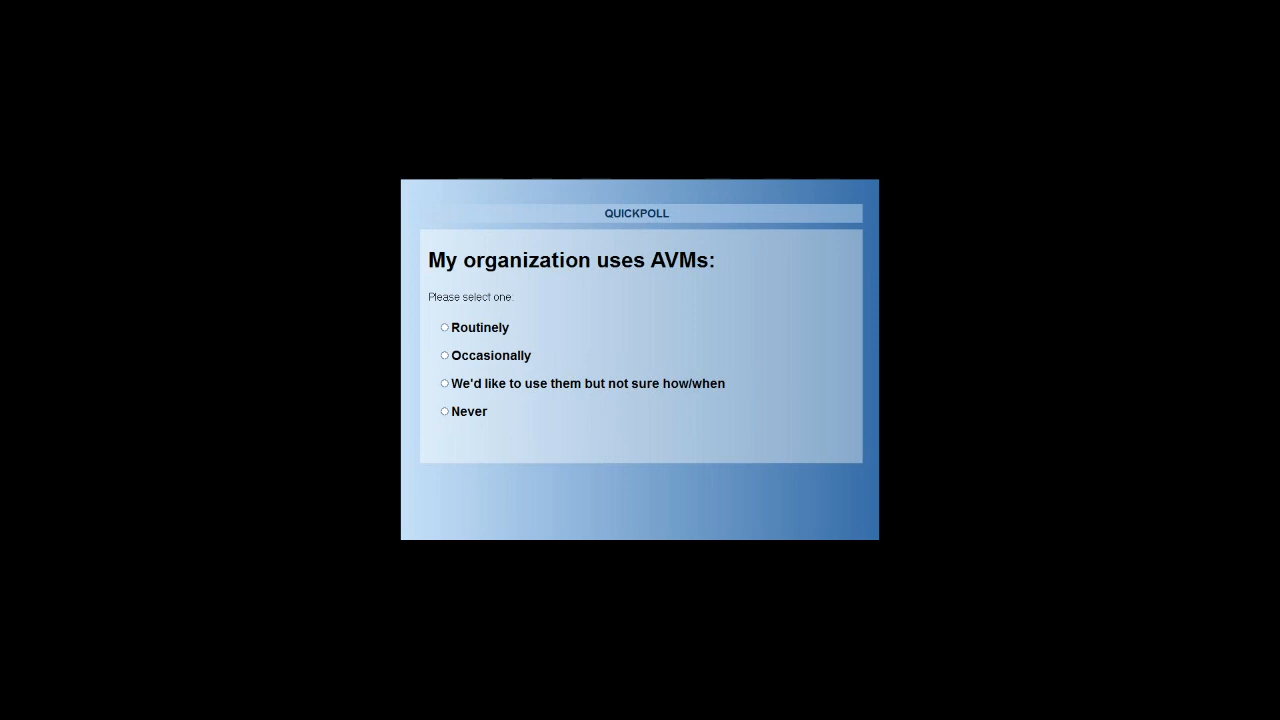 QUICKPOLL
My organization uses AVMs:
Please select one:
Routinely
Occasionally
We'd like to use them but not sure how/when
Never